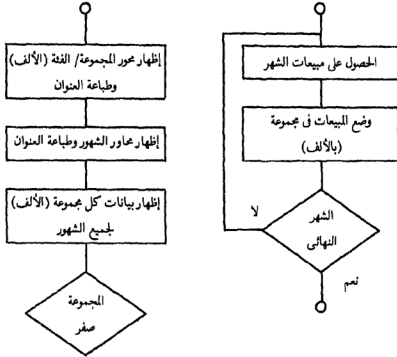 الحصول على مبيعات الشهر
وضع المبيعات فى مجموعة
(بالألف)
الشهر
النهائى
لا
نعم
إظهار محور المجموعة/ الفئة (الألف)
وطباعة العنوان
إظهار محاور الشهور وطباعة العنوان
إظهار بيانات كل مجموعة (الألف)
لجميع الشهور
المجموعة
صفر